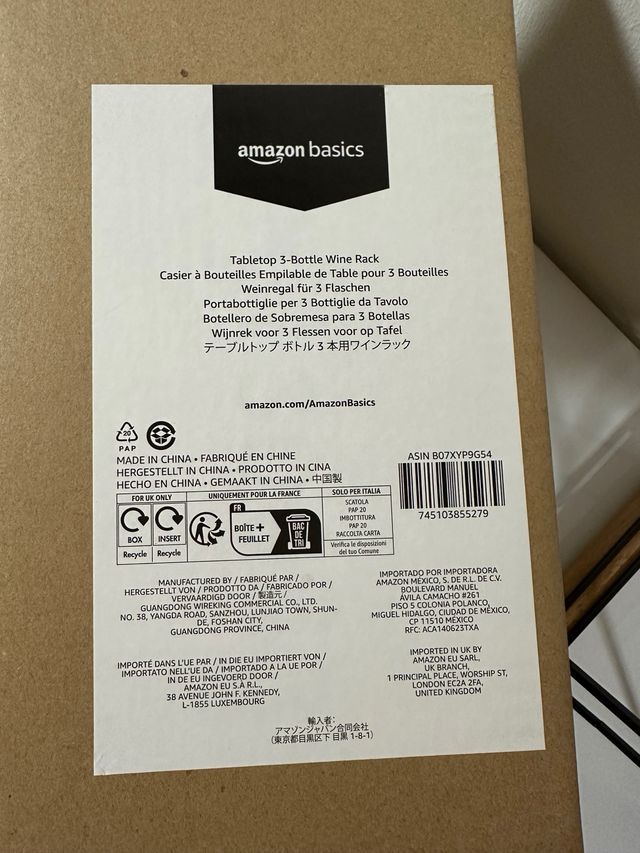 amazon basics
Tabletop 3-Bottle Wine Rack
Casier à Bouteilles Empilable de Table pour 3 Bouteilles
Weinregal für 3 Flaschen
Portabottiglie per 3 Bottiglie da Tavolo
Botellero de Sobremesa para 3 Botellas
Wijnrek voor 3 Flessen voor op Tafel
テーブルトップ ボトル 3 本用ワインラック
amazon.com/AmazonBasics
20
PAP
MADE IN CHINA • FABRIQUÉ EN CHINE
HERGESTELLT IN CHINA • PRODOTTO IN CINA
HECHO EN CHINA • GEMAAKT IN CHINA • 中国製
ASIN B07XYP9G54
745103855279
FOR UK ONLY
BOX
INSERT
Recycle
Recycle
UNIQUEMENT POUR LA FRANCE
FR
BOÎTE +
FEUILLET
BAC
DE
TRI
SOLO PER ITALIA
SCATOLA
PAP 20
IMBOTTITURA
PAP 20
RACCOLTA CARTA
Verifica le disposizioni
del tuo Comune
MANUFACTURED BY / FABRIQUÉ PAR /
HERGESTELLT VON / PRODOTTO DA / FABRICADO POR /
VERVAARDIGD DOOR / 製造元 /
GUANGDONG WIREKING COMMERCIAL CO., LTD.
NO. 38, YANGDA ROAD, SANZHOU, LUNJIAO TOWN, SHUN-
DE, FOSHAN CITY,
GUANGDONG PROVINCE, CHINA
IMPORTADO POR / IMPORTADORA
AMAZON MÉXICO, S. DE R.L. DE C.V.
BOULEVARD MANUEL
ÁVILA CAMACHO #261
PISO 5 COLONIA POLANCO,
MIGUEL HIDALGO, CIUDAD DE MÉXICO,
CP 11510 MÉXICO
RFC: ACA140623TXA
IMPORTÉ DANS L'UE PAR / IN DIE EU IMPORTIERT VON /
IMPORTATO NELL'UE DA / IMPORTADO A LA UE POR /
IN DE EU INGEVOERD DOOR /
AMAZON EU S.À R.L.,
38 AVENUE JOHN F. KENNEDY,
L-1855 LUXEMBOURG
IMPORTED IN UK BY
AMAZON EU SARL,
UK BRANCH,
1 PRINCIPAL PLACE, WORSHIP ST,
LONDON EC2A 2FA,
UNITED KINGDOM
輸入者：
アマゾンジャパン合同会社
（東京都目黒区下 目黒 1-8-1）